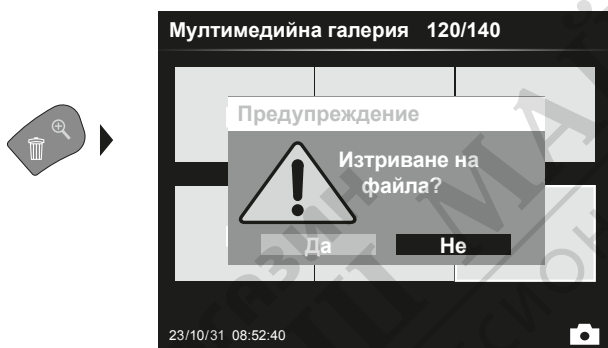 Мултимедийна галерия 120/140
Предупреждение
Изтриване на
файла?
Да Не
23/10/31 08:52:40